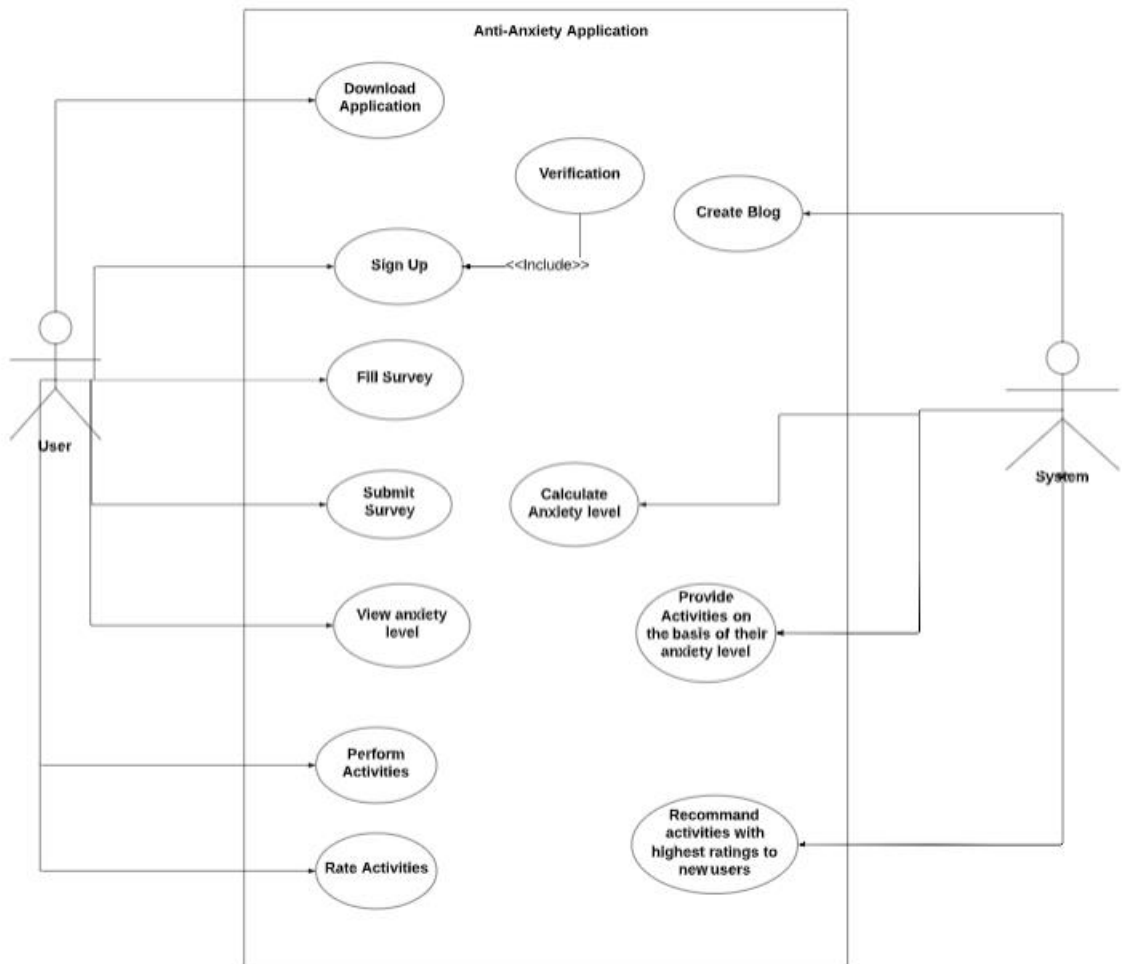 Anti-Anxiety Application
Download
Application
Verification
Create Blog
Sign Up
<<Include>>
Fill Survey
User
System
Submit
Survey
Calculate
Anxiety level
View anxiety
level
Provide
Activities on
the basis of their
anxiety level
Perform
Activities
Recommand
activities with
highest ratings to
new users
Rate Activities